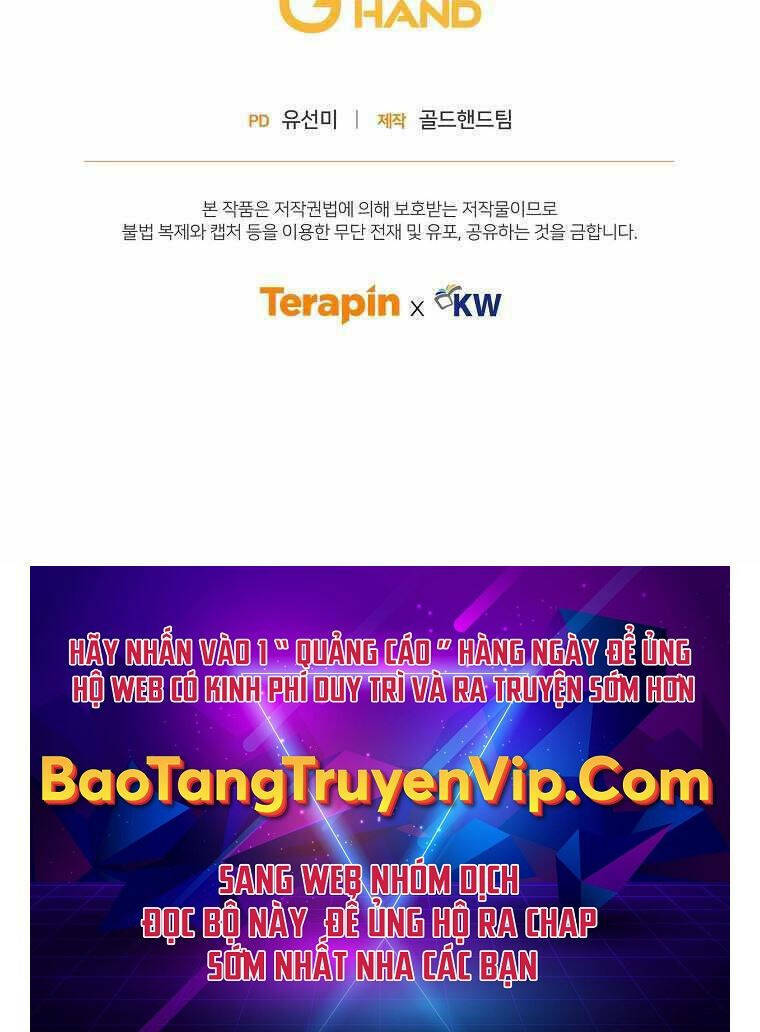 G HAND
PD 유선미 | 제작 골드핸드팀
본 작품은 저작권법에 의해 보호받는 저작물이므로
불법 복제와 캡처 등을 이용한 무단 전재 및 유포, 공유하는 것을 금합니다.
Terapin x KW
HÃY NHẤN VÀO 1 “ QUẢNG CÁO ” HÀNG NGÀY ĐỂ ỦNG
HỘ WEB CÓ KINH PHÍ DUY TRÌ VÀ RA TRUYỆN SỚM HƠN
BaoTangTruyenVip.Com
SANG WEB NHÓM DỊCH
ĐỌC BỘ NÀY ĐỂ ỦNG HỘ RA CHAP
SỚM NHẤT NHA CÁC BẠN